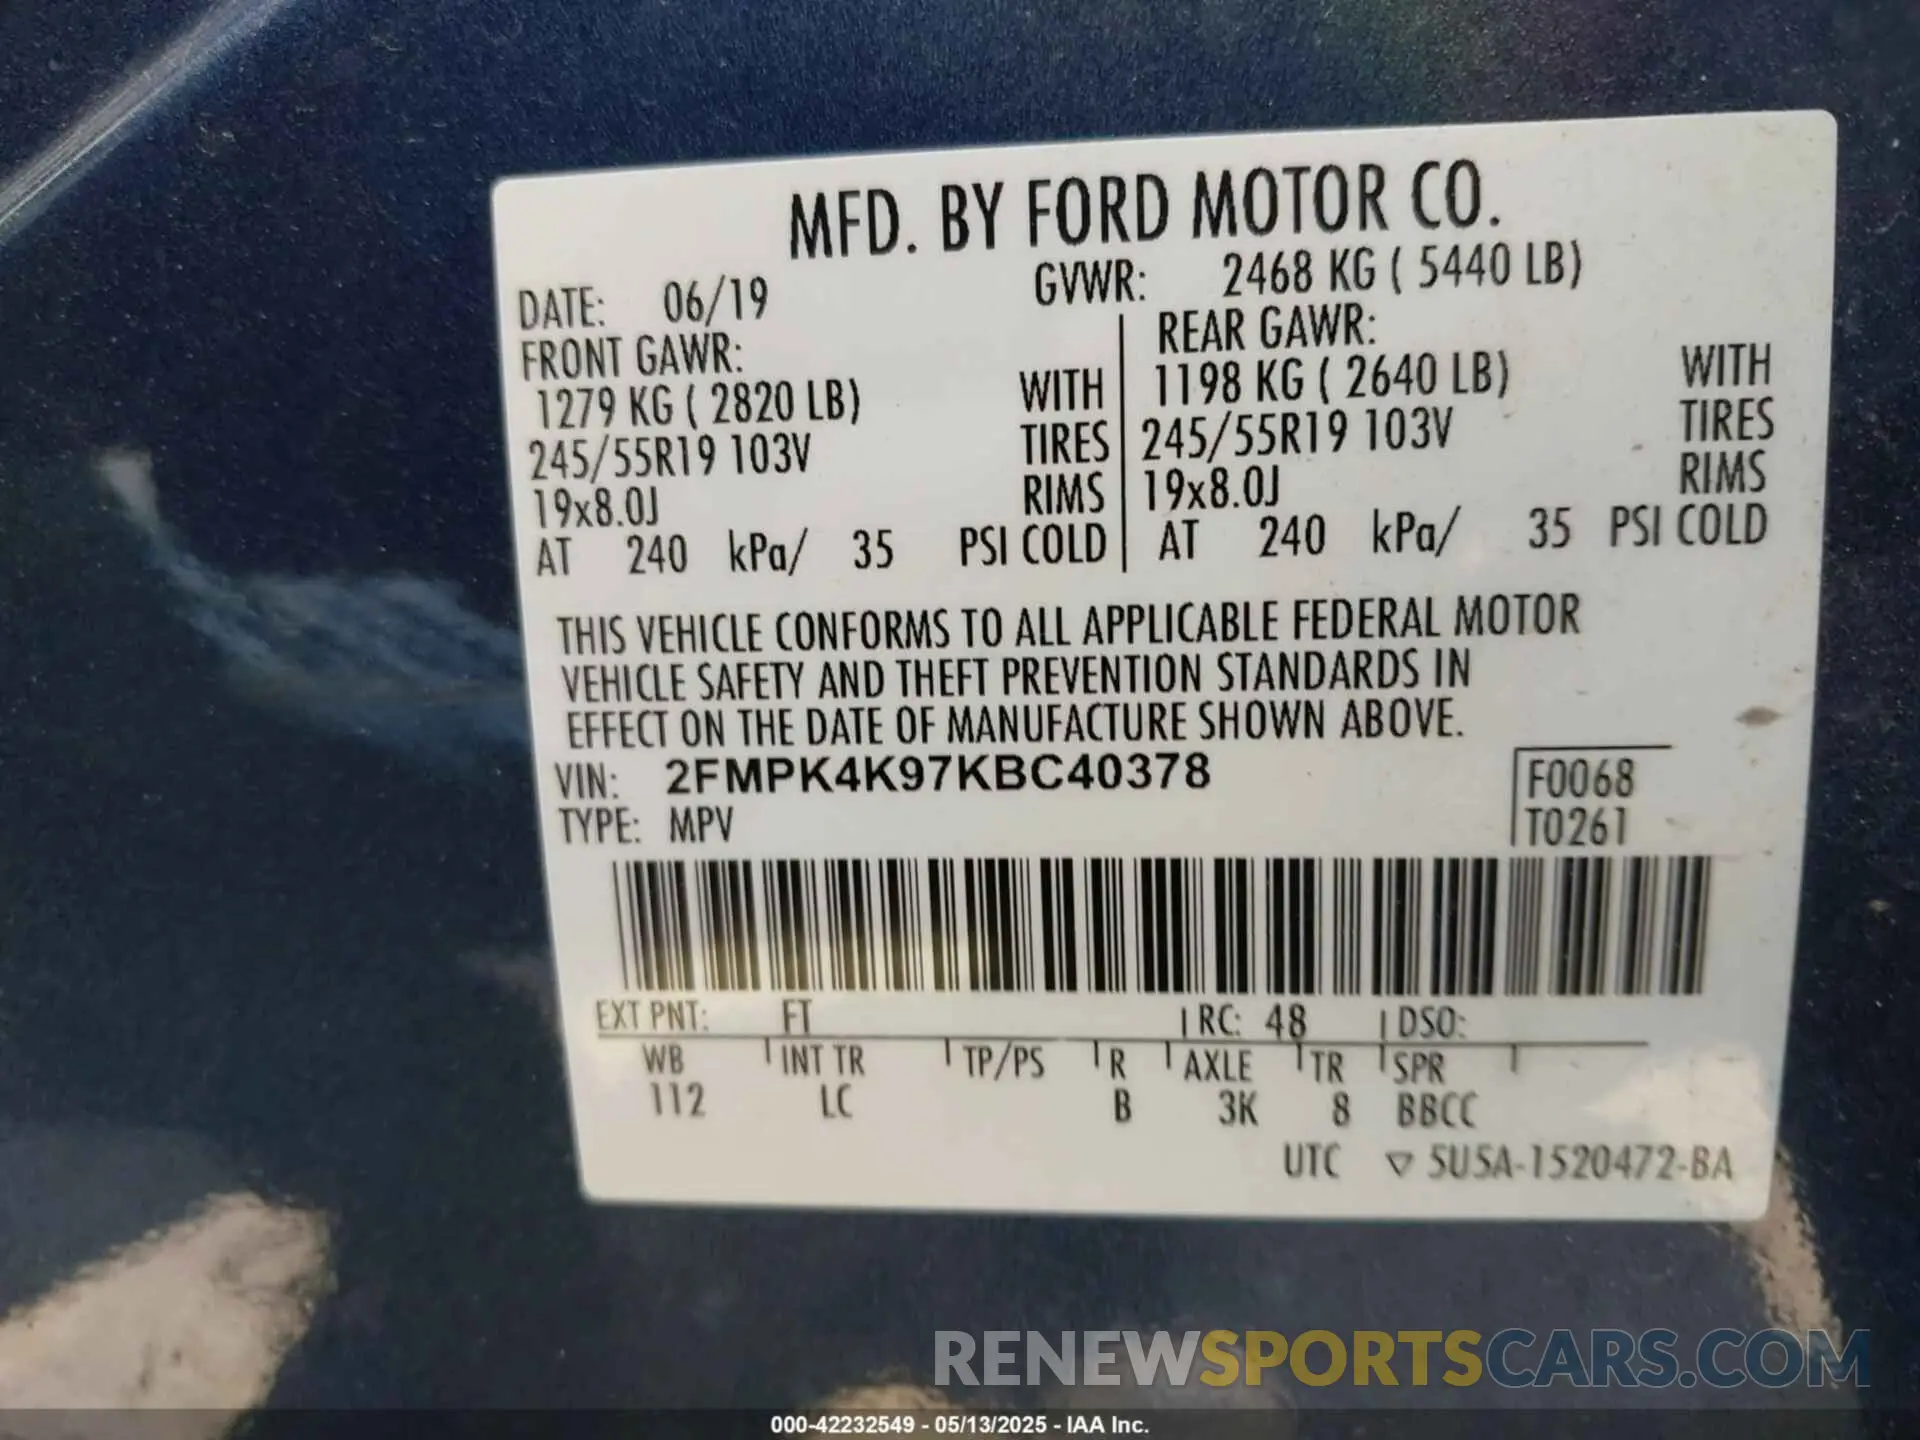 MFD. BY FORD MOTOR CO.
DATE: 06/19 GVWR: 2468 KG ( 5440 LB)
FRONT GAWR: REAR GAWR:
1279 KG ( 2820 LB) WITH 1198 KG ( 2640 LB) WITH
245/55R19 103V TIRES 245/55R19 103V TIRES
19x8.0J RIMS 19x8.0J RIMS
AT 240 kPa/ 35 PSI COLD AT 240 kPa/ 35 PSI COLD
THIS VEHICLE CONFORMS TO ALL APPLICABLE FEDERAL MOTOR
VEHICLE SAFETY AND THEFT PREVENTION STANDARDS IN
EFFECT ON THE DATE OF MANUFACTURE SHOWN ABOVE.
VIN: 2FMPK4K97KBC40378 F0068
TYPE: MPV T0261
EXT PNT: FT RC: 48 DSO:
WB INT TR TP/PS R AXLE TR SPR
112 LC B 3K 8 BBCC
UTC ▽ 5U5A-1520472-BA
RENEWSPORTSCARS.COM
000-42232549 - 05/13/2025 - IAA Inc.